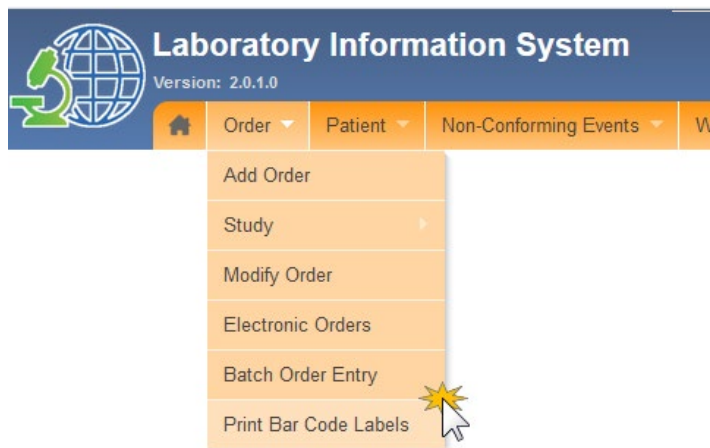 Laboratory Information System
Version: 2.0.1.0
Order Patient Non-Conforming Events W
Add Order
Study
Modify Order
Electronic Orders
Batch Order Entry
Print Bar Code Labels